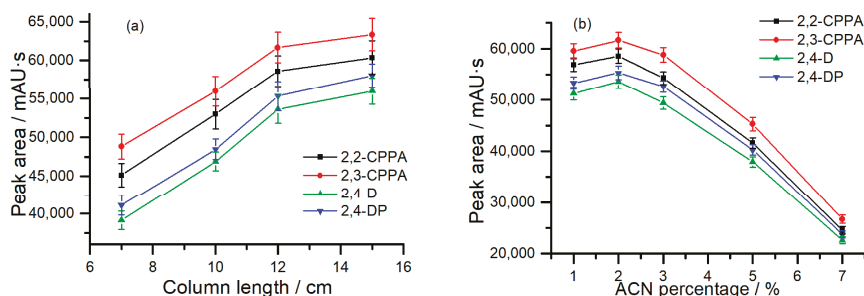 (a)
Peak area / mAU·s
65,000
60,000
55,000
50,000
45,000
40,000
2,2-CPPA
2,3-CPPA
2,4 D
2,4-DP
6 8 10 12 14 16
Column length / cm
(b)
Peak area / mAU·s
60,000
50,000
40,000
30,000
20,000
2,2-CPPA
2,3-CPPA
2,4-D
2,4-DP
1 2 3 4 5 6 7
ACN percentage / %